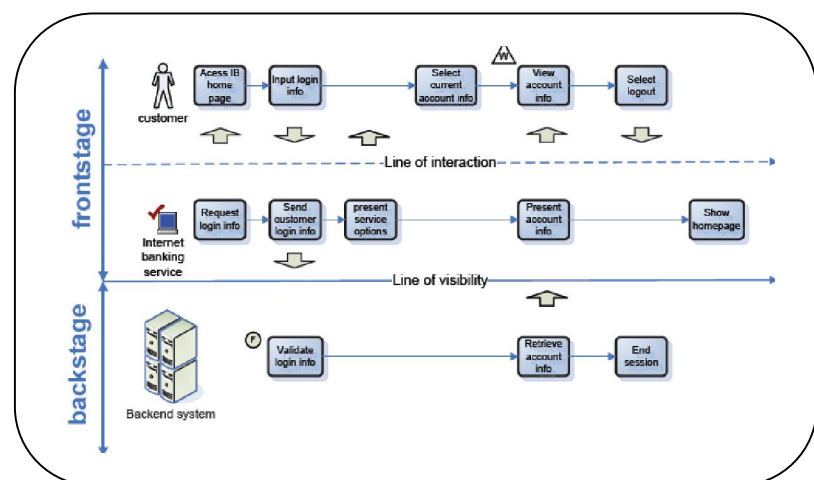 frontstage
backstage
customer
Acess IB
home
page
Input login
info
Select
current
account info
W
View
account
info
Select
logout
Line of interaction
Internet
banking
service
Request
login info
Send
customer
login info
present
service
options
Present
account
info
Show
homepage
Line of visibility
Backend system
F
Validate
login info
Retrieve
account
info
End
session